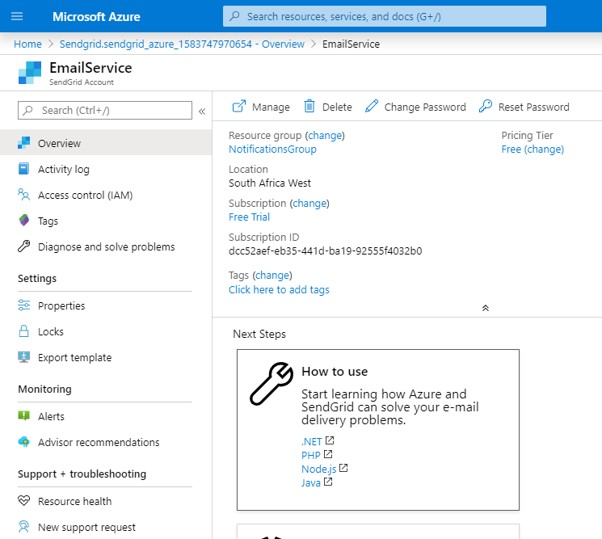 Microsoft Azure
Search resources, services, and docs (G+/)
Home > Sendgrid.sendgrid_azure_1583747970654 - Overview > EmailService
EmailService
SendGrid Account
Search (Ctrl+/)
«
Overview
Activity log
Access control (IAM)
Tags
Diagnose and solve problems
Settings
Properties
Locks
Export template
Monitoring
Alerts
Advisor recommendations
Support + troubleshooting
Resource health
New support request
Manage Delete Change Password Reset Password
Resource group (change)
NotificationsGroup
Location
South Africa West
Subscription (change)
Free Trial
Subscription ID
dcc52aef-eb35-441d-ba19-92555f4032b0
Tags (change)
Click here to add tags
Pricing Tier
Free (change)
Next Steps
How to use
Start learning how Azure and
SendGrid can solve your e-mail
delivery problems.
.NET
PHP
Node.js
Java